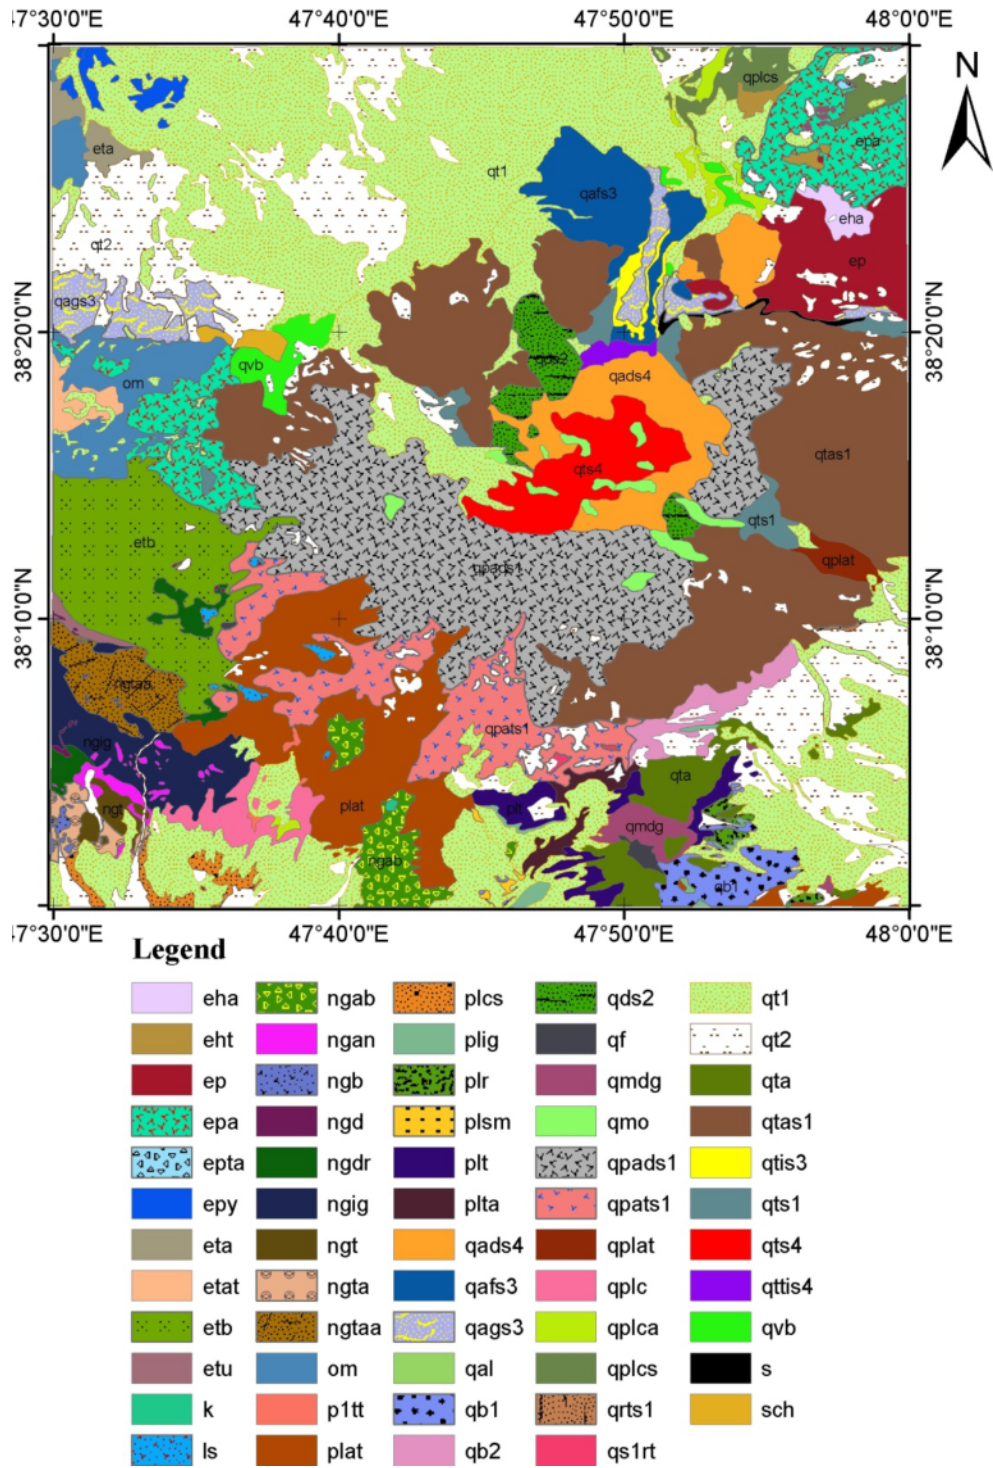 47°30'0"E 47°40'0"E 47°50'0"E 48°0'0"E
N
qplcs
epa
eta
qt1
qafs3
eha
qt2
ep
qags3
38°20'0"N 38°20'0"N
qds2
qvb
om
qads4
qtas1
qts4
qts1
etb
qplat
qpads1
38°10'0"N 38°10'0"N
ngtaa
qpats1
ngig
qta
ngt
plat
plt
qmdg
ngab
qb1
47°30'0"E 47°40'0"E 47°50'0"E 48°0'0"E
Legend
eha ngab plcs qds2 qt1
eht ngan plig qf qt2
ep ngb plr qmdg qta
epa ngd plsm qmo qtas1
epta ngdr plt qpads1 qtis3
epy ngig plta qpats1 qts1
eta ngt qads4 qplat qts4
etat ngta qafs3 qplc qttis4
etb ngtaa qags3 qplca qvb
etu om qal qplcs s
k p1tt qb1 qrts1 sch
ls plat qb2 qs1rt